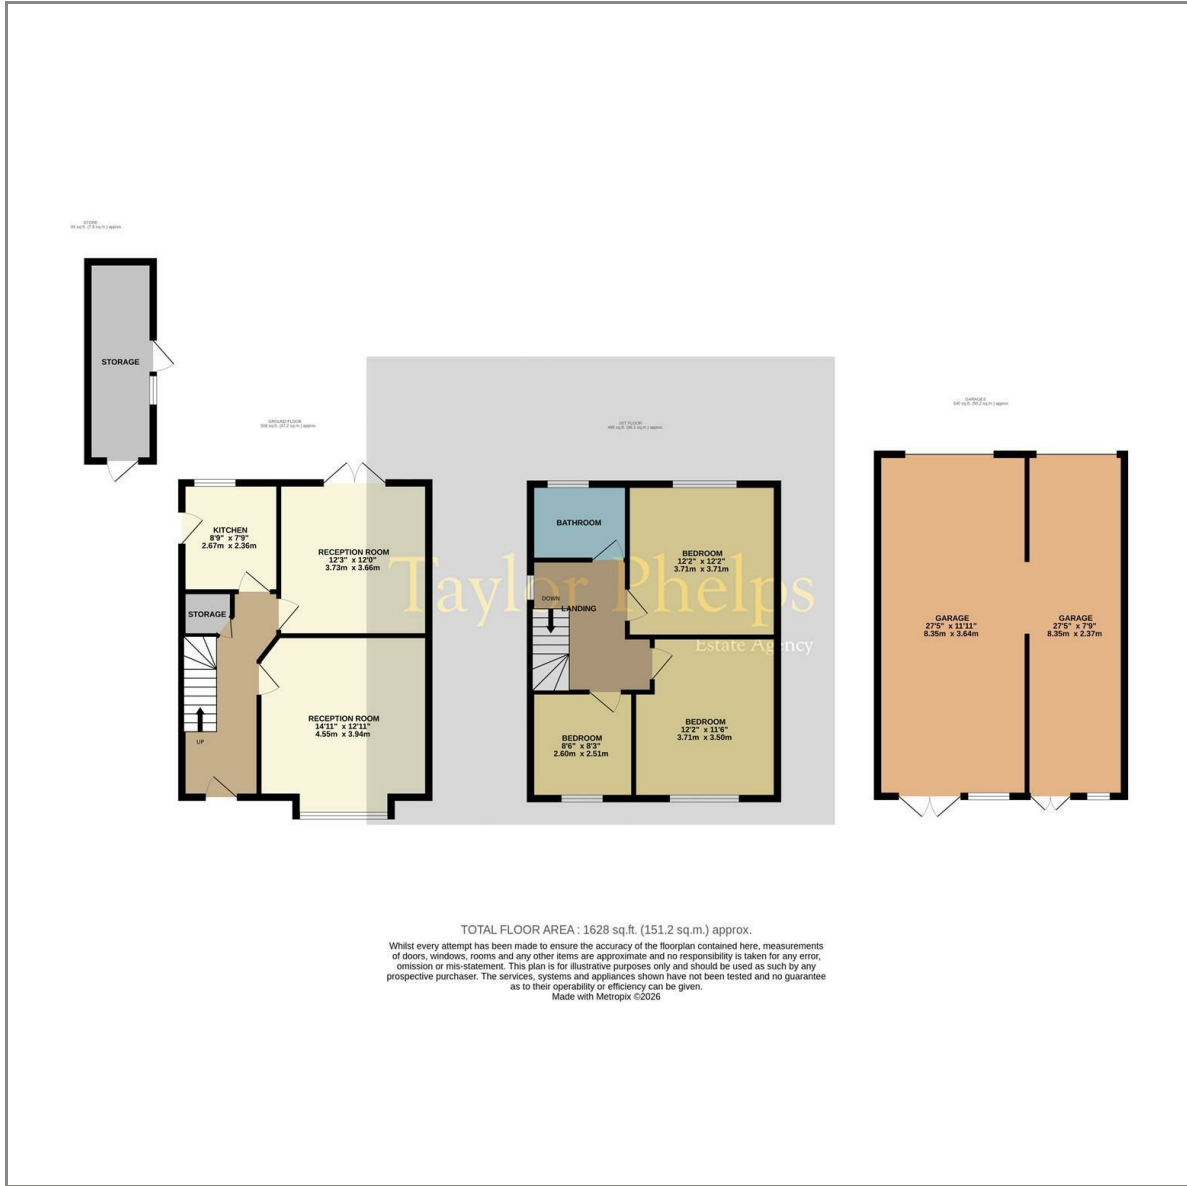 STORE
GROUND FLOOR
1ST FLOOR
GARAGES
STORAGE
KITCHEN
8'9" x 7'9"
2.67m x 2.36m
RECEPTION ROOM
12'3" x 12'0"
3.73m x 3.66m
STORAGE
RECEPTION ROOM
14'11" x 12'11"
4.55m x 3.94m
UP
BATHROOM
BEDROOM
12'2" x 12'2"
3.71m x 3.71m
DOWN
LANDING
BEDROOM
12'2" x 11'6"
3.71m x 3.50m
BEDROOM
8'6" x 8'3"
2.60m x 2.51m
GARAGE
27'5" x 11'11"
8.35m x 3.64m
GARAGE
27'5" x 7'9"
8.35m x 2.37m
Taylor Phelps
Estate Agency
TOTAL FLOOR AREA : 1628 sq.ft. (151.2 sq.m.) approx.
Whilst every attempt has been made to ensure the accuracy of the floorplan contained here, measurements
of doors, windows, rooms and any other items are approximate and no responsibility is taken for any error,
omission or mis-statement. This plan is for illustrative purposes only and should be used as such by any
prospective purchaser. The services, systems and appliances shown have not been tested and no guarantee
as to their operability or efficiency can be given.
Made with Metropix ©2026